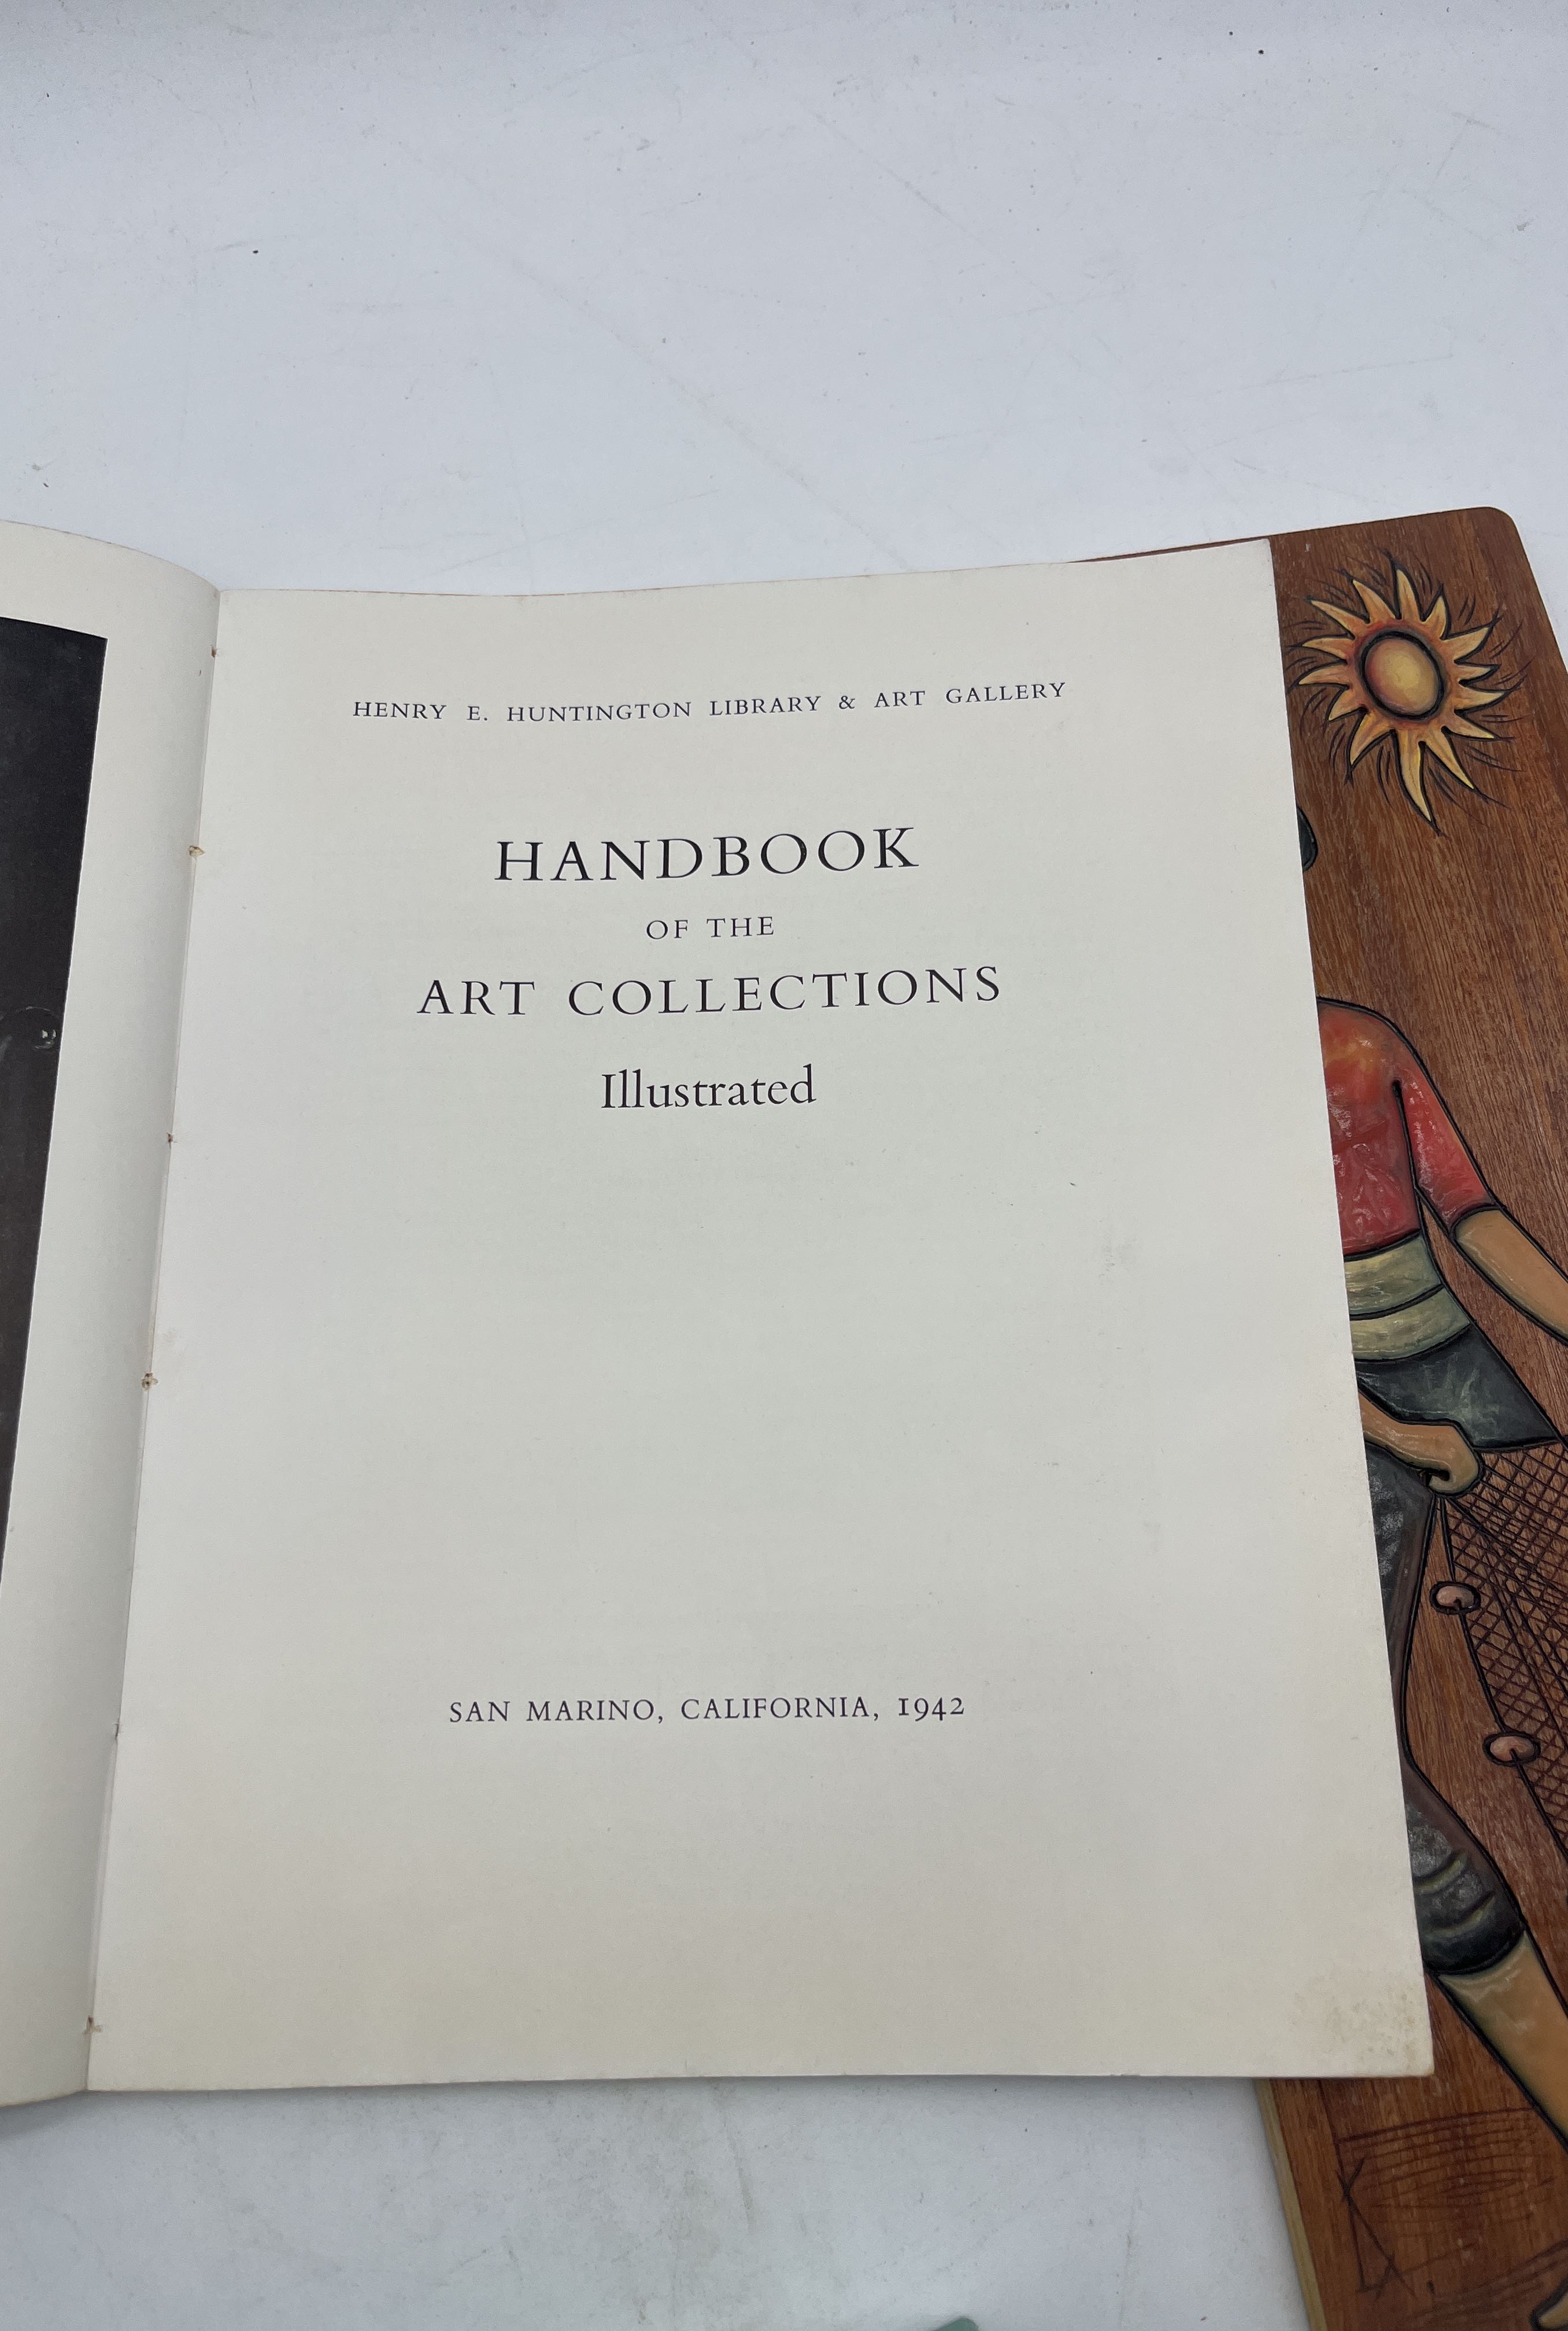 HENRY E. HUNTINGTON LIBRARY & ART GALLERY
HANDBOOK
OF THE
ART COLLECTIONS
Illustrated
SAN MARINO, CALIFORNIA, 1942